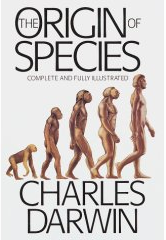 THE ORIGIN
OF
SPECIES
COMPLETE AND FULLY ILLUSTRATED
CHARLES
DARWIN